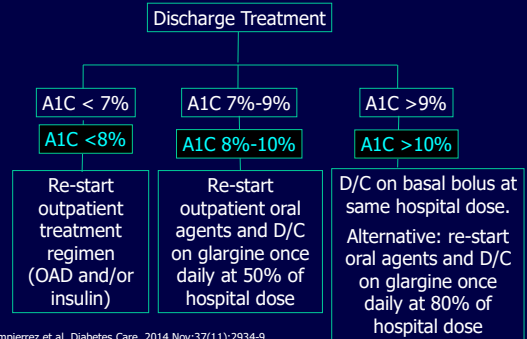 Discharge Treatment
A1C < 7%
A1C <8%
Re-start
outpatient
treatment
regimen
(OAD and/or
insulin)
A1C 7%-9%
A1C 8%-10%
Re-start
outpatient oral
agents and D/C
on glargine once
daily at 50% of
hospital dose
A1C >9%
A1C >10%
D/C on basal bolus at
same hospital dose.
Alternative: re-start
oral agents and D/C
on glargine once
daily at 80% of
hospital dose
et al. Diabetes Care. 2014 Nov;37(11):2934-9